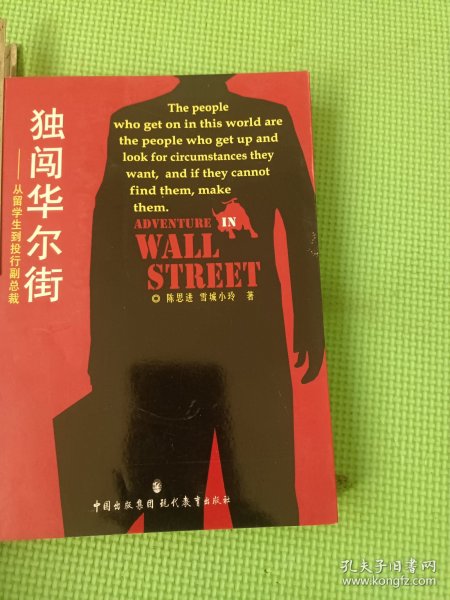 独闯华尔街
——从留学生到投行副总裁
The people
who get on in this world are
the people who get up and
look for circumstances they
want, and if they cannot
find them, make
them.
ADVENTURE IN
WALL
STREET
◎ 陈思进 雪城小玲 著
中国出版集团 现代教育出版社
孔夫子旧书网
www.kongfz.com